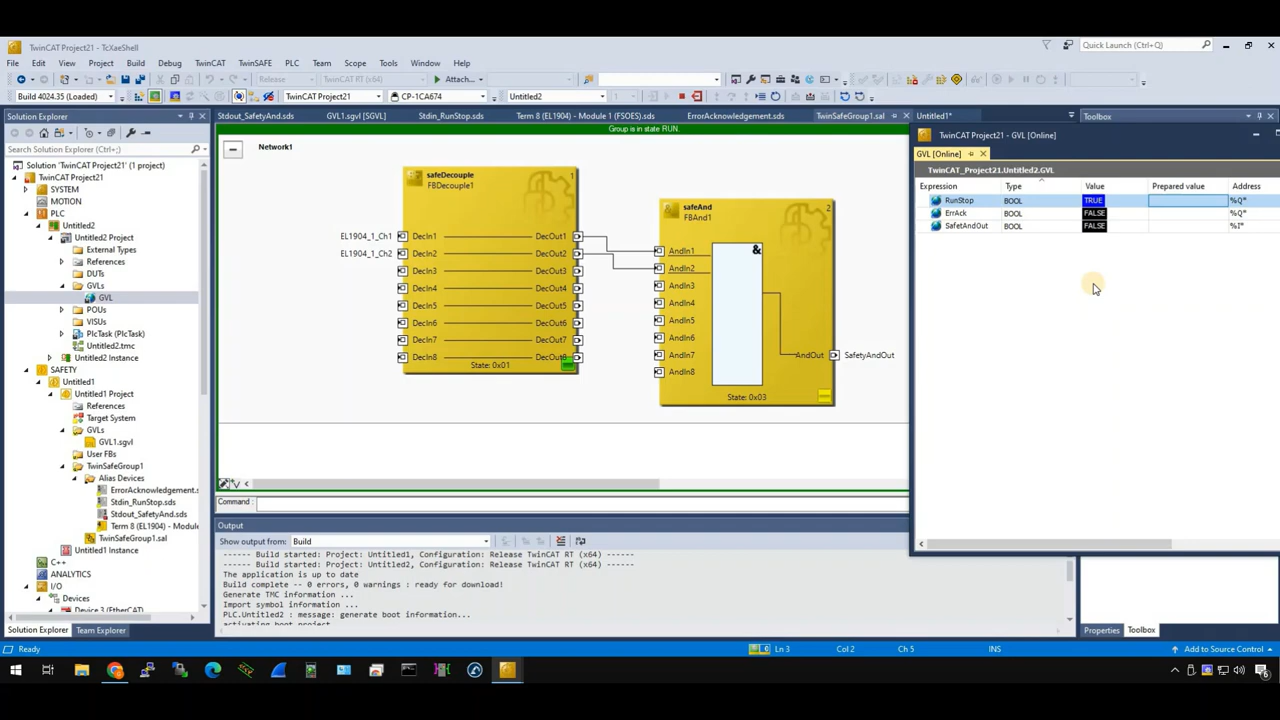 TwinCAT Project21 - TcXaeShell
Quick Launch (Ctrl+Q)
File Edit View Project Build Debug TwinCAT TwinSAFE PLC Team Scope Tools Window Help
Release TwinCAT RT (x64) Attach...
Build 4024.35 (Loaded) TwinCAT Project21 CP-1CA674 Untitled2
Solution Explorer
Search Solution Explorer (Ctrl+;)
Solution 'TwinCAT Project21' (1 project)
TwinCAT Project21
SYSTEM
MOTION
PLC
Untitled2
Untitled2 Project
External Types
References
DUTs
GVLs
GVL
POUs
VISUs
PlcTask (PlcTask)
Untitled2.tmc
Untitled2 Instance
SAFETY
Untitled1
Untitled1 Project
References
Target System
GVLs
GVL1.sgvl
User FBs
TwinSafeGroup1
Alias Devices
ErrorAcknowledgement.s
Stdin_RunStop.sds
Stdout_SafetyAnd.sds
Term 8 (EL1904) - Module
TwinSafeGroup1.sal
Untitled1 Instance
C++
ANALYTICS
I/O
Devices
Device 3 (EtherCAT)
Solution Explorer Team Explorer
Stdout_SafetyAnd.sds GVL1.sgvl [SGVL] Stdin_RunStop.sds Term 8 (EL1904) - Module 1 (FSOES).sds ErrorAcknowledgement.sds TwinSafeGroup1.sal Untitled1*
Group is in state RUN.
Network1
safeDecouple 1
FBDecouple1
EL1904_1_Ch1 DecIn1 DecOut1
EL1904_1_Ch2 DecIn2 DecOut2
DecIn3 DecOut3
DecIn4 DecOut4
DecIn5 DecOut5
DecIn6 DecOut6
DecIn7 DecOut7
DecIn8 DecOut8
State: 0x01
safeAnd 2
FBAnd1
&
AndIn1
AndIn2
AndIn3
AndIn4
AndIn5
AndIn6
AndIn7
AndIn8
AndOut SafetyAndOut
State: 0x03
Command :
Output
Show output from: Build
------ Build started: Project: Untitled1, Configuration: Release TwinCAT RT (x64) ------
------ Build started: Project: Untitled2, Configuration: Release TwinCAT RT (x64) ------
The application is up to date
Build complete -- 0 errors, 0 warnings : ready for download!
Generate TMC information ...
Import symbol information ...
PLC.Untitled2 : message: generate boot information...
activating boot project
Toolbox
TwinCAT Project21 - GVL [Online]
GVL [Online]
TwinCAT_Project21.Untitled2.GVL
Expression Type Value Prepared value Address
RunStop BOOL TRUE %Q*
ErrAck BOOL FALSE %Q*
SafetAndOut BOOL FALSE %I*
Properties Toolbox
Ready Ln 3 Col 2 Ch 5 INS Add to Source Control